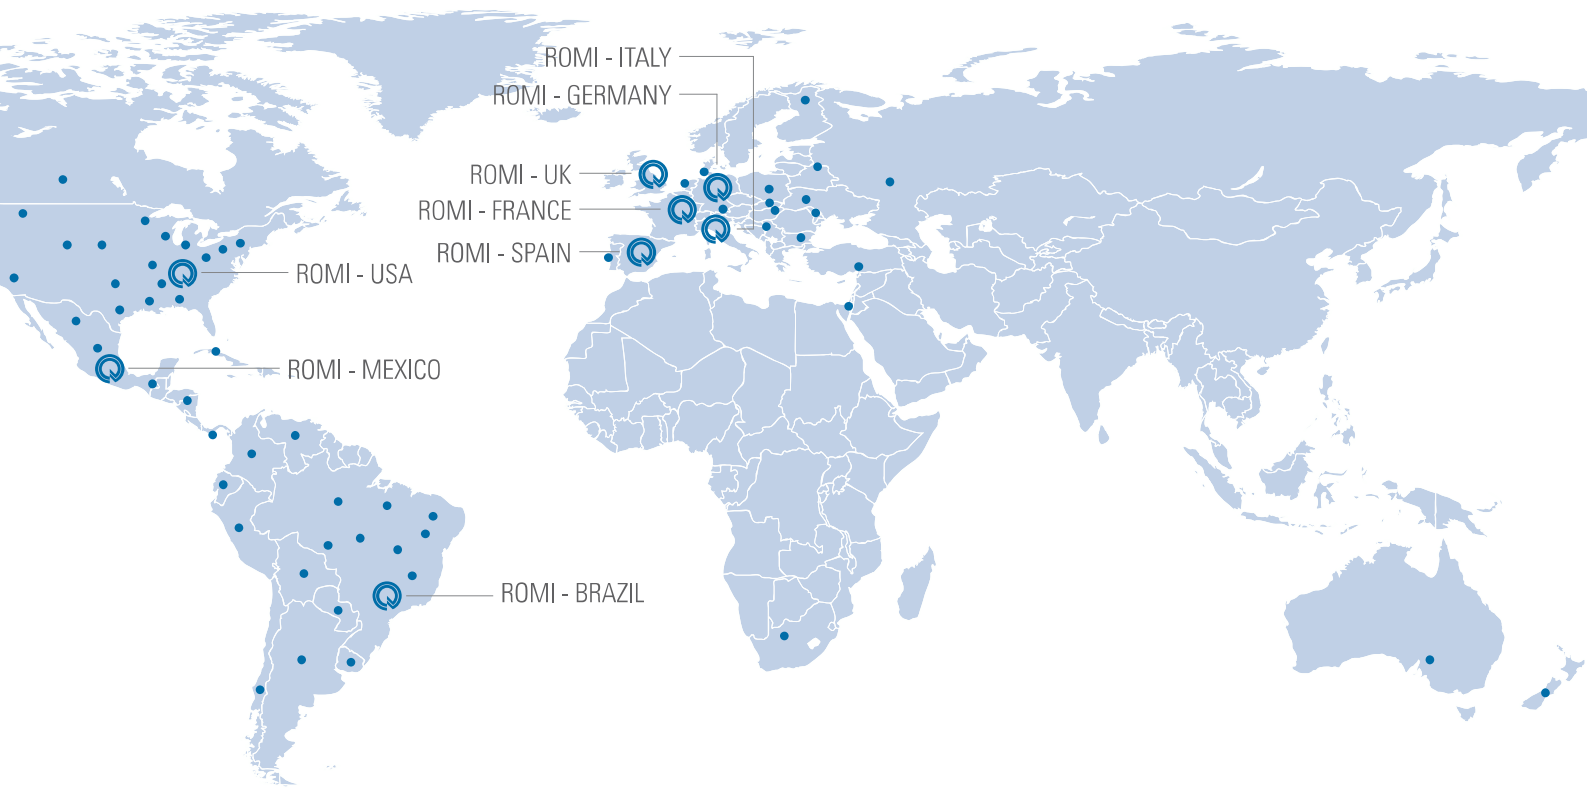 ROMI - ITALY
ROMI - GERMANY
ROMI - UK
ROMI - FRANCE
ROMI - SPAIN
ROMI - USA
ROMI - MEXICO
ROMI - BRAZIL